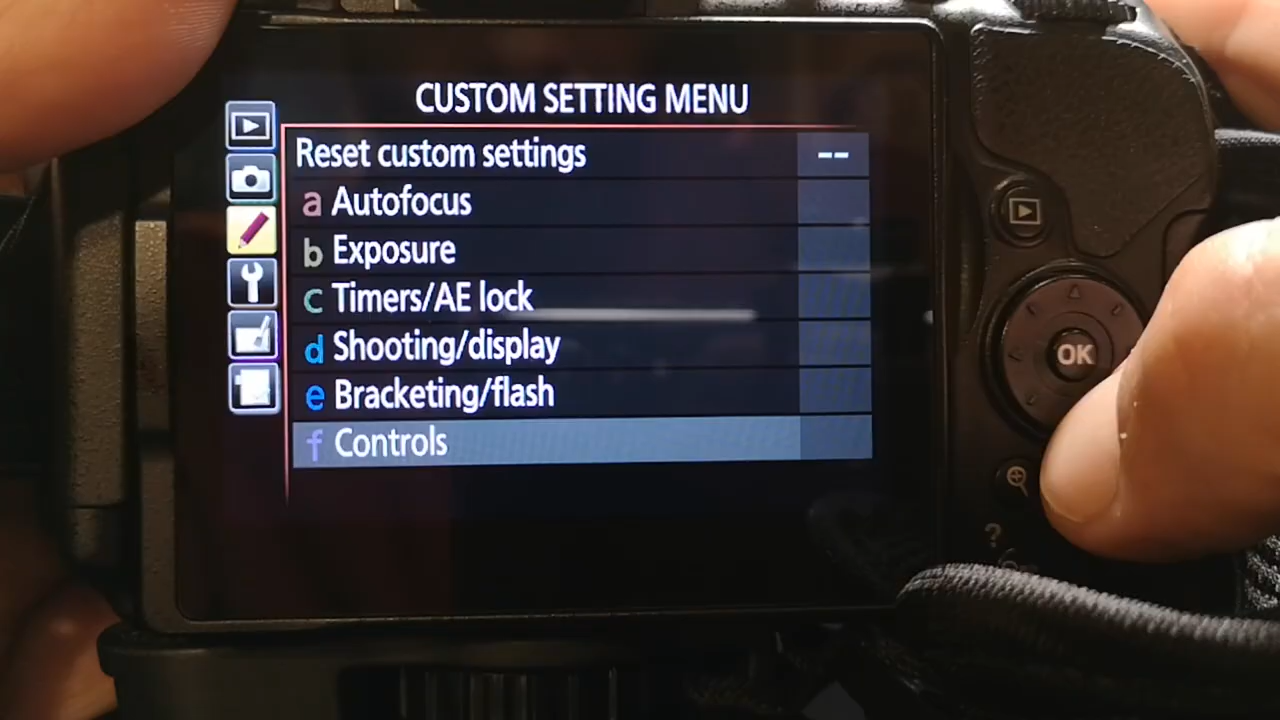 CUSTOM SETTING MENU
Reset custom settings --
a Autofocus
b Exposure
c Timers/AE lock
d Shooting/display
e Bracketing/flash
f Controls
OK
?